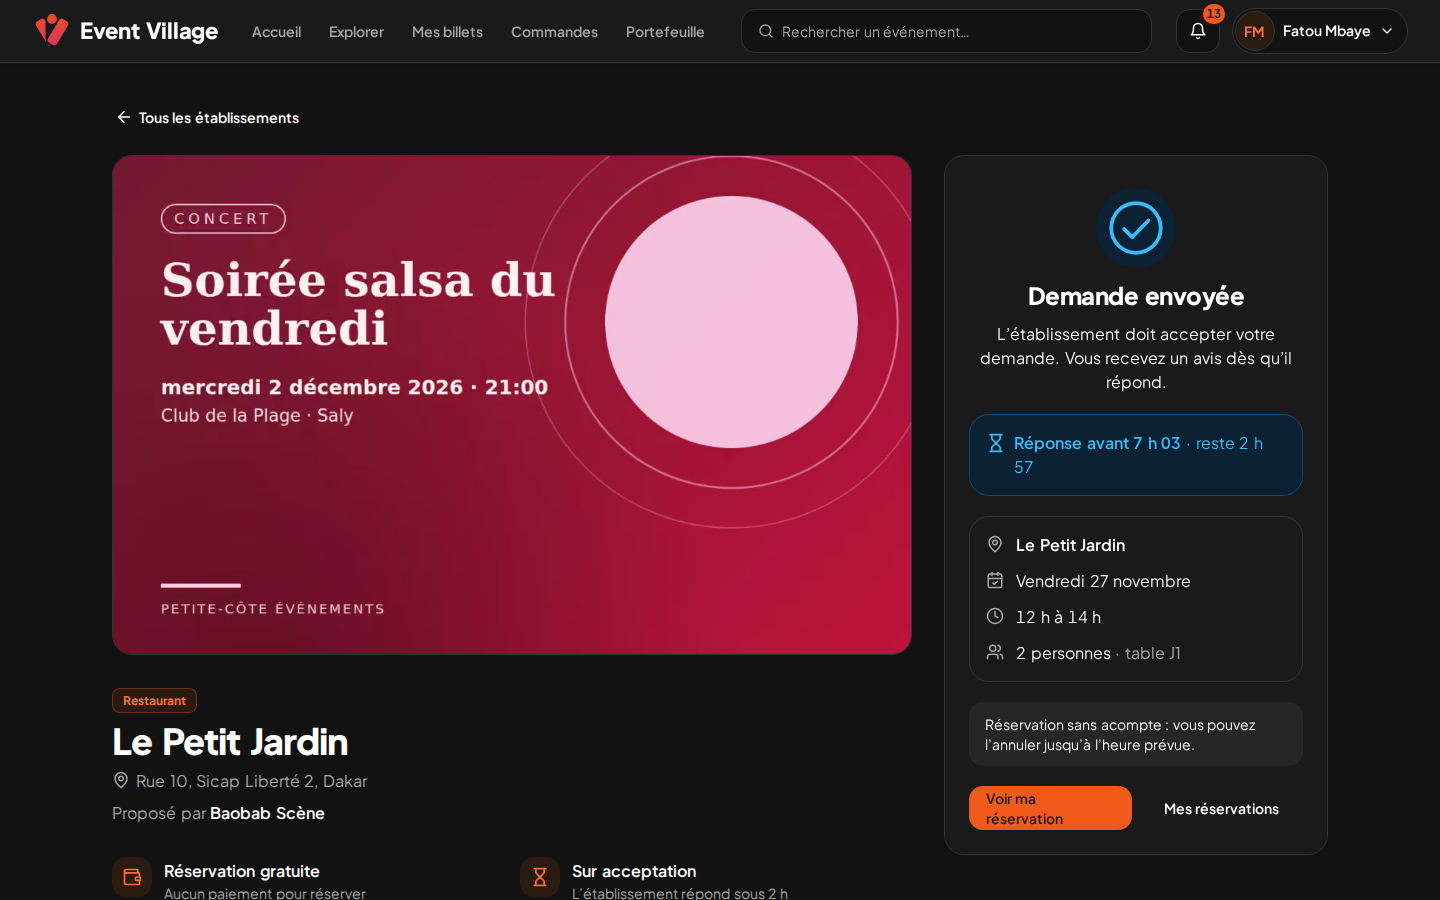 Event Village
Accueil
Explorer
Mes billets
Commandes
Portefeuille
Rechercher un événement…
13
FM
Fatou Mbaye
Tous les établissements
CONCERT
Soirée salsa du
vendredi
mercredi 2 décembre 2026 · 21:00
Club de la Plage · Saly
PETITE-CÔTE ÉVÉNEMENTS
Restaurant
Le Petit Jardin
Rue 10, Sicap Liberté 2, Dakar
Proposé par Baobab Scène
Réservation gratuite
Aucun paiement pour réserver
Sur acceptation
L'établissement répond sous 2 h
Demande envoyée
L'établissement doit accepter votre
demande. Vous recevez un avis dès qu'il
répond.
Réponse avant 7 h 03 · reste 2 h
57
Le Petit Jardin
Vendredi 27 novembre
12 h à 14 h
2 personnes · table J1
Réservation sans acompte : vous pouvez
l'annuler jusqu'à l'heure prévue.
Voir ma
réservation
Mes réservations